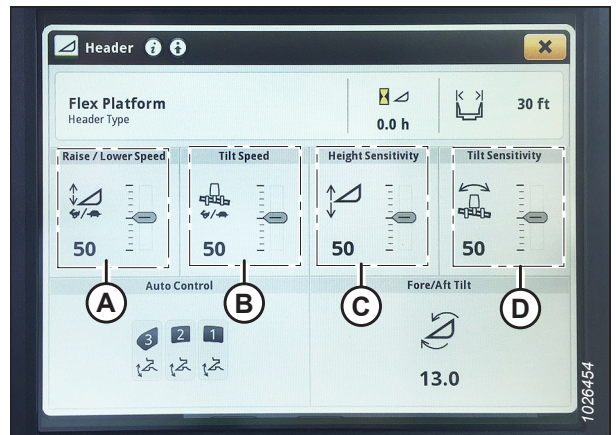 Header
Flex Platform
Header Type
0.0 h
30 ft
Raise / Lower Speed
Tilt Speed
Height Sensitivity
Tilt Sensitivity
50
50
50
50
A
B
C
D
Auto Control
Fore/Aft Tilt
3
2
1
13.0
1026454